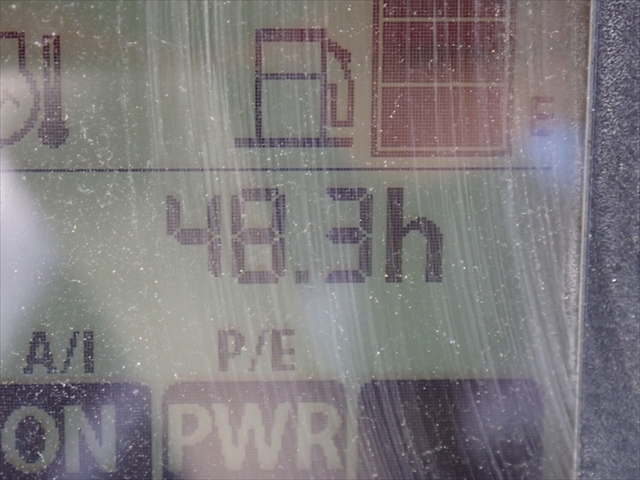 E
48.3h
A/I P/E
ON PWR